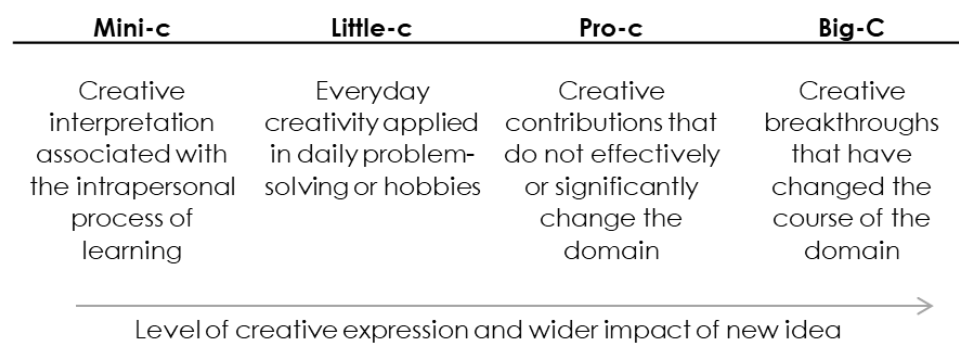 Mini-c
Little-c
Pro-c
Big-C
Creative
interpretation
associated with
the intrapersonal
process of
learning
Everyday
creativity applied
in daily problem-
solving or hobbies
Creative
contributions that
do not effectively
or significantly
change the
domain
Creative
breakthroughs
that have
changed the
course of the
domain
Level of creative expression and wider impact of new idea